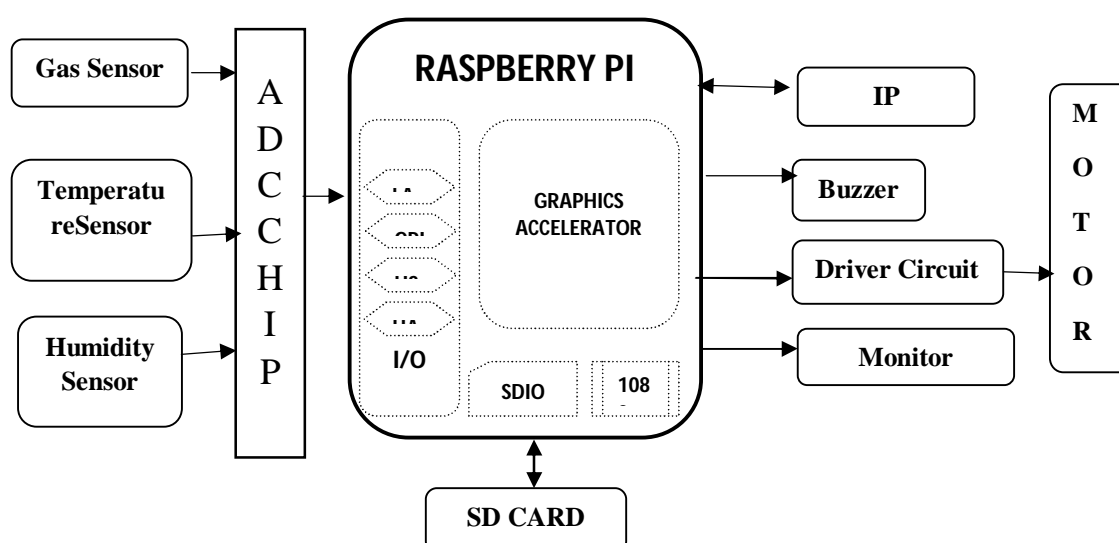 Gas Sensor
Temperatu
reSensor
Humidity
Sensor
A
D
C
C
H
I
P
RASPBERRY PI
GRAPHICS
ACCELERATOR
I/O
SDIO
108
IP
Buzzer
Driver Circuit
Monitor
M
O
T
O
R
SD CARD